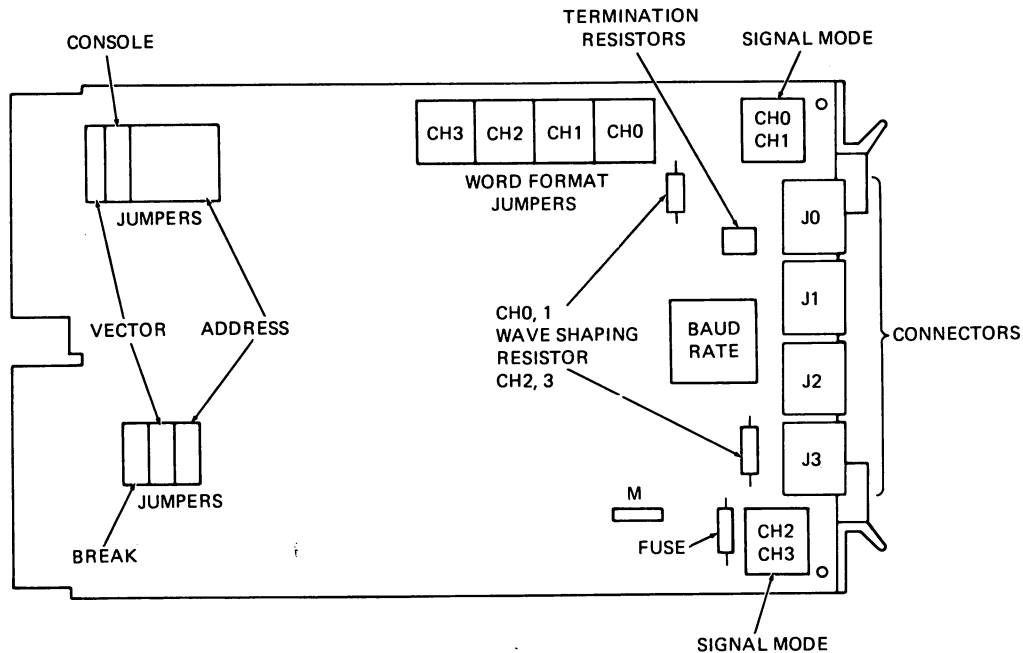 CONSOLE
TERMINATION
RESISTORS
SIGNAL MODE
CH3 CH2 CH1 CH0
CH0
CH1
WORD FORMAT
JUMPERS
JUMPERS
J0
VECTOR
ADDRESS
CH0, 1
WAVE SHAPING
RESISTOR
CH2, 3
BAUD
RATE
J1
CONNECTORS
J2
J3
JUMPERS
BREAK
M
FUSE
CH2
CH3
SIGNAL MODE